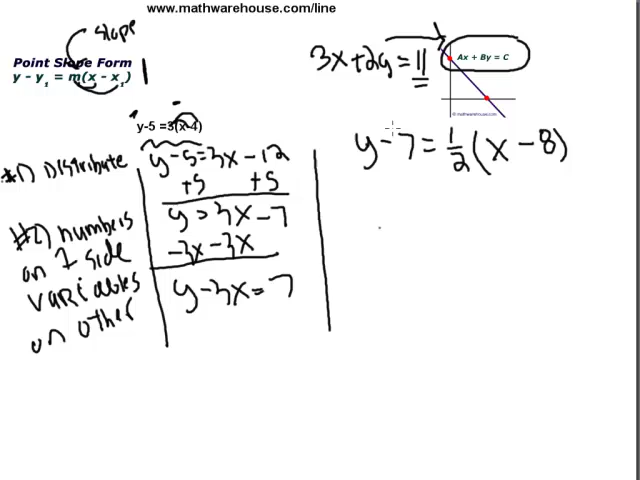 www.mathwarehouse.com/line
slope
Point Slope Form
y - y₁ = m(x - x₁)
3x+2y = 11
Ax + By = C
© mathwarehouse.com
y-5 =3(x-4)
#1) Distribute
y-5=3x-12
+5 +5
y=3x-7
-3x -3x
y-3x=7
#2) numbers
on 1 side
variables
on other
y-7=1/2(x-8)